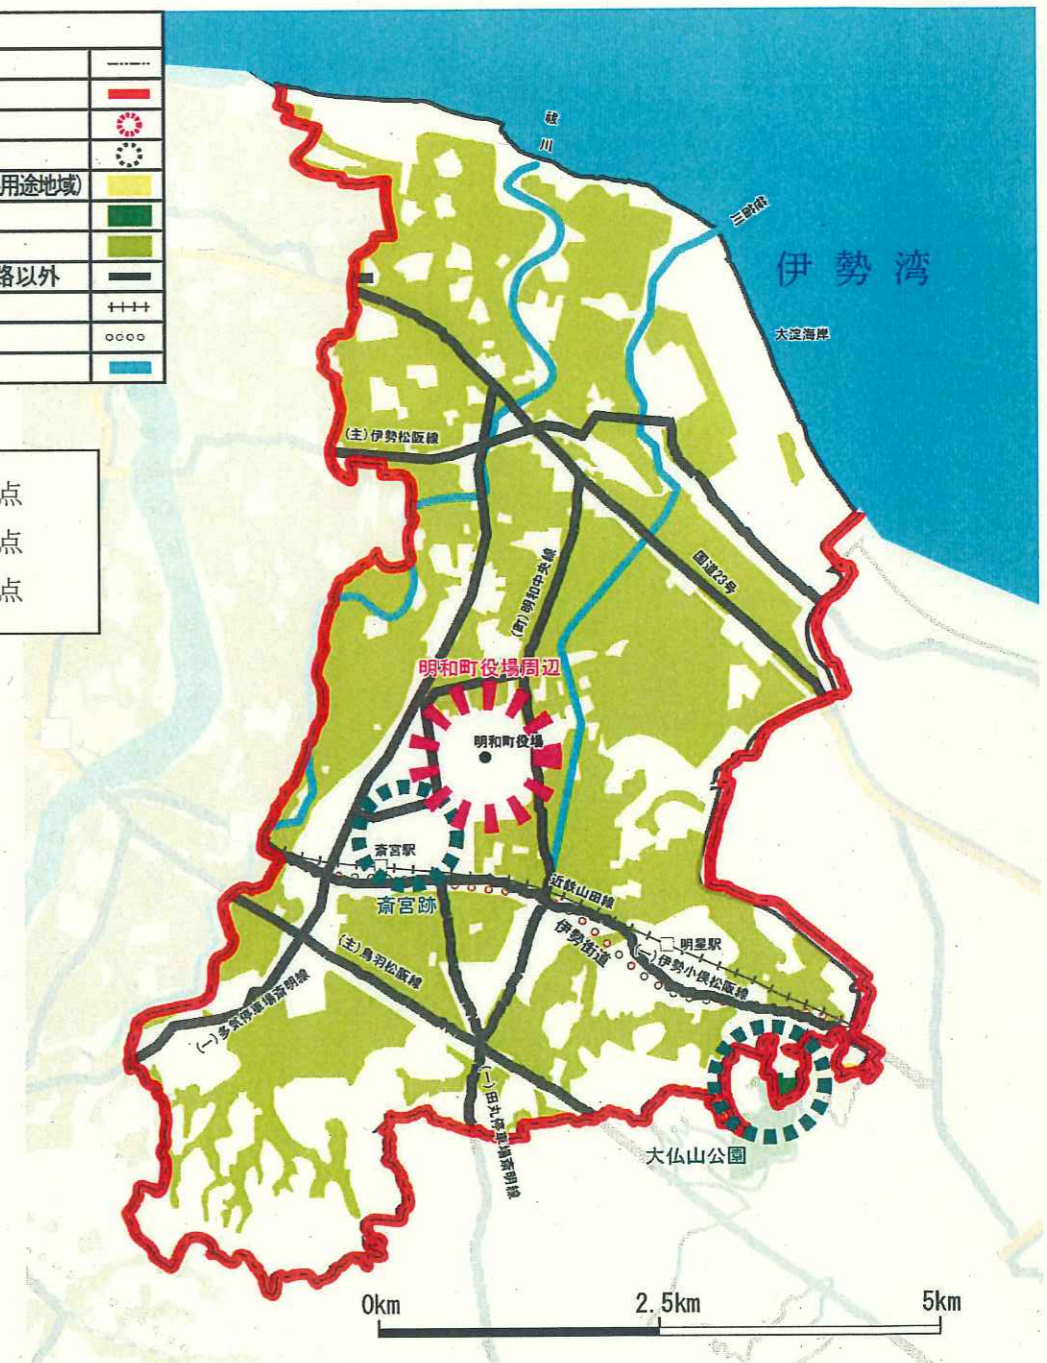 用途地域)
路以外
点
点
点
祓
川
笹笛川
伊勢湾
大淀海岸
(主)伊勢松阪線
国道23号
(町)明和中央線
明和町役場周辺
明和町役場
斎宮駅
斎宮跡
近鉄山田線
伊勢街道
明星駅
(一)伊勢小俣松阪線
(主)鳥羽松阪線
(一)多気停車場斎明線
(一)田丸停車場斎明線
大仏山公園
0km
2.5km
5km